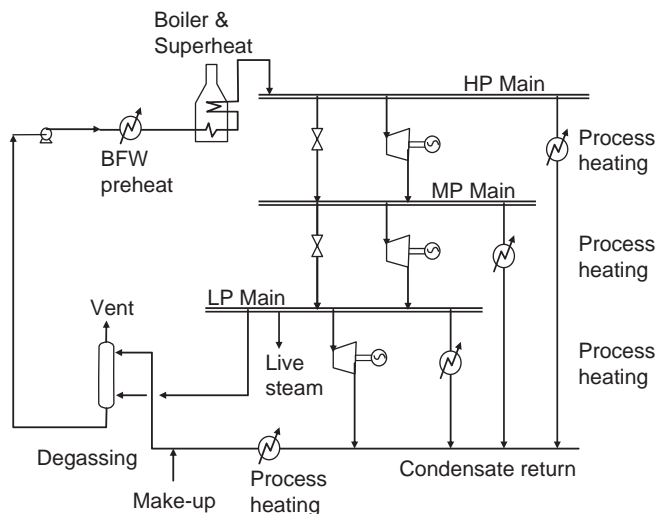 Boiler &
Superheat
HP Main
BFW
preheat
Process
heating
MP Main
Process
heating
LP Main
Vent
Live
steam
Process
heating
Degassing
Make-up
Process
heating
Condensate return